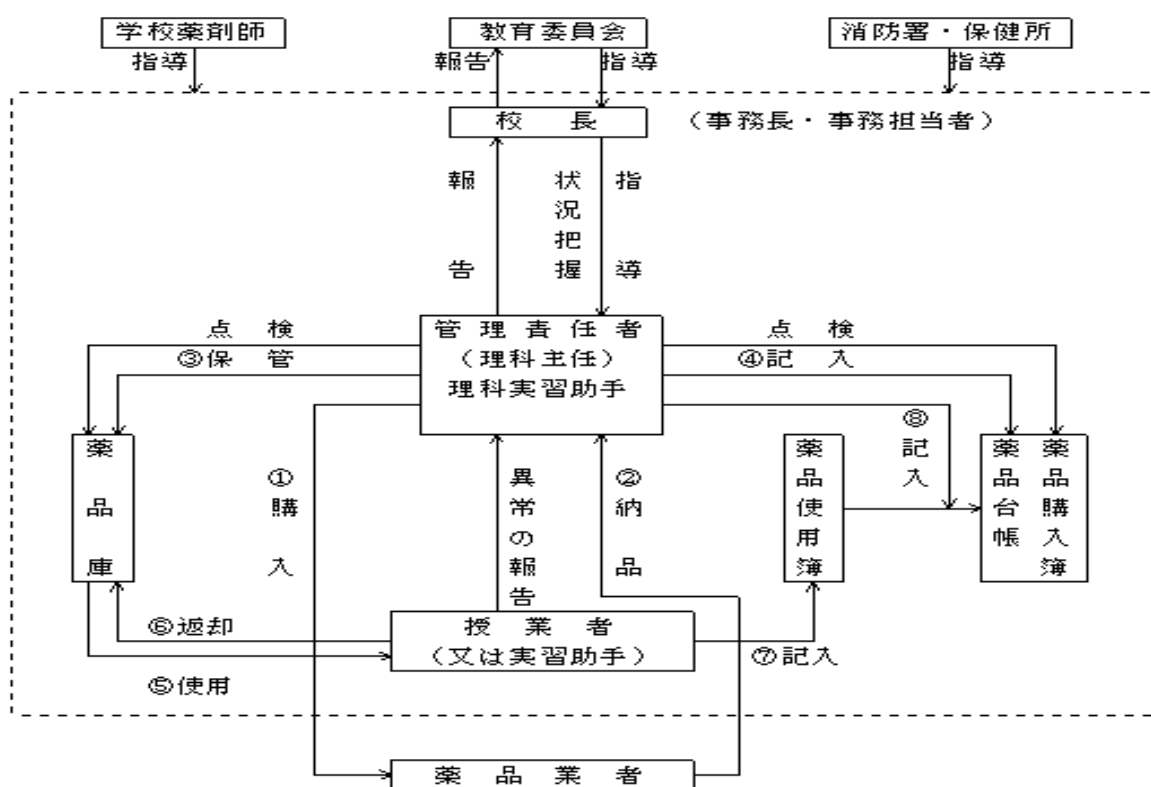 学校薬剤師
教育委員会
消防署・保健所
指導
報告
指導
指導
校長
(事務長・事務担当者)
報告
状況把握
指導
管理責任者
(理科主任)
理科実習助手
点検
③保管
点検
④記入
薬品庫
①購入
異常の報告
②納品
薬品使用簿
⑧記入
薬品台帳
薬品購入簿
⑥返却
⑤使用
授業者
(又は実習助手)
⑦記入
薬品業者